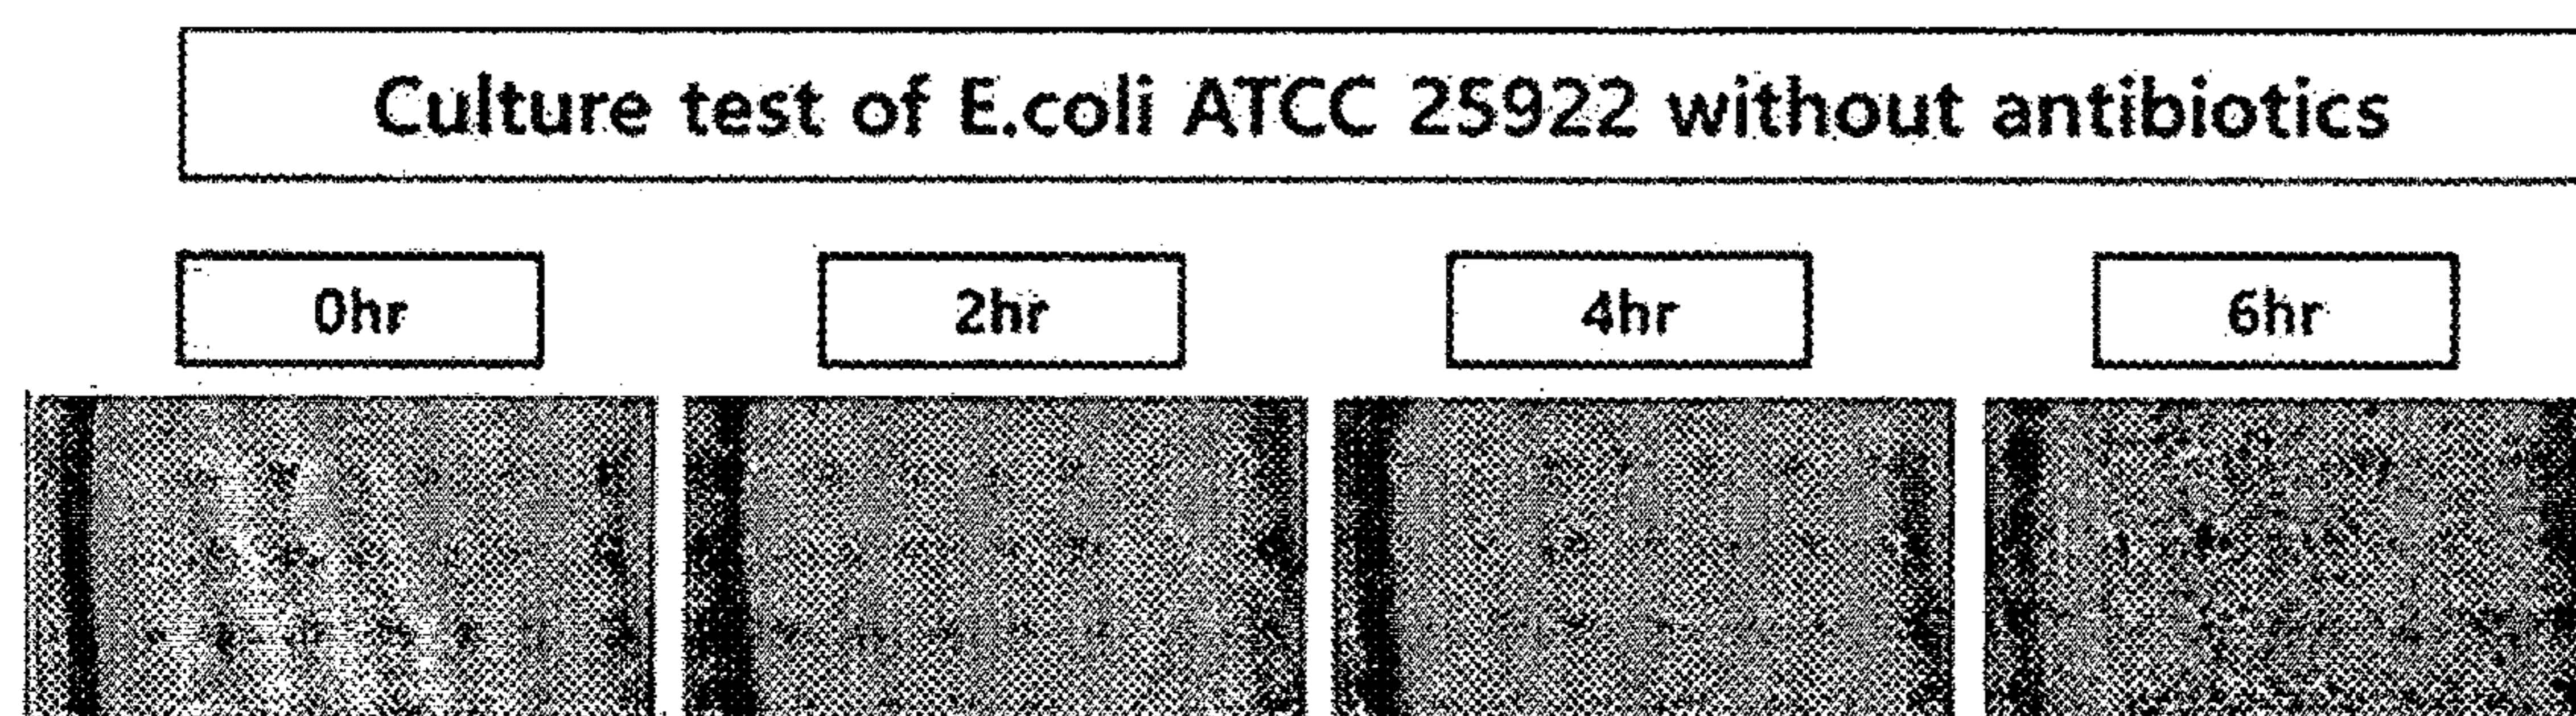 Culture test of E.coli ATCC 25922 without antibiotics
0hr 2hr 4hr 6hr